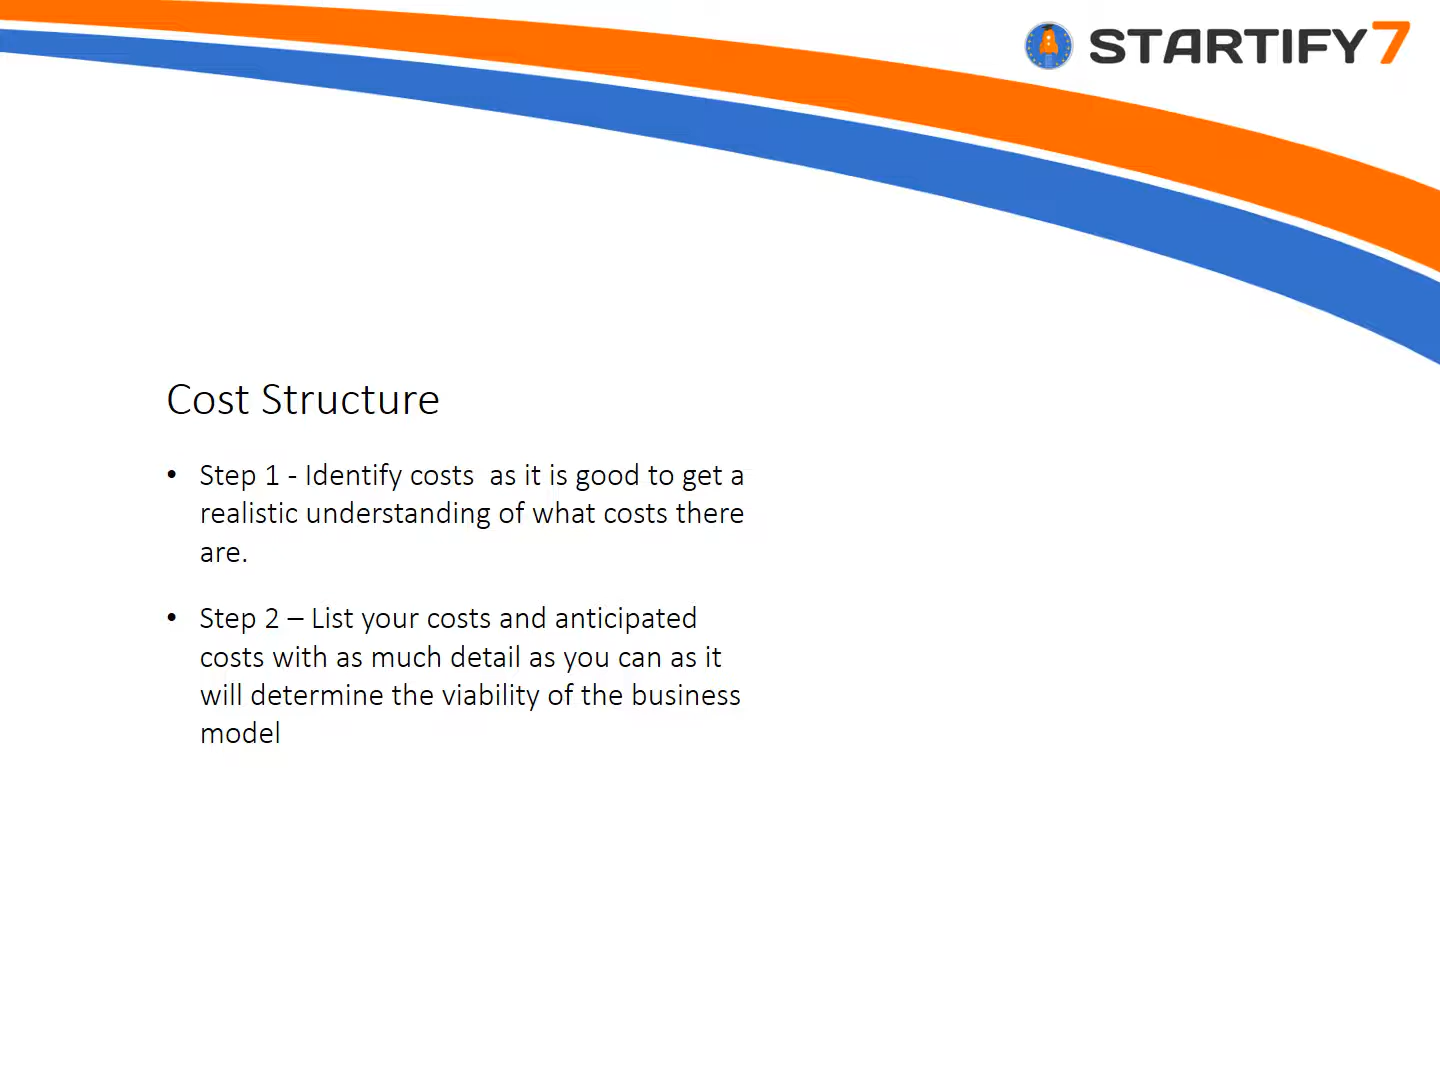 STARTIFY7
Cost Structure
• Step 1 - Identify costs  as it is good to get a
realistic understanding of what costs there
are.
• Step 2 – List your costs and anticipated
costs with as much detail as you can as it
will determine the viability of the business
model